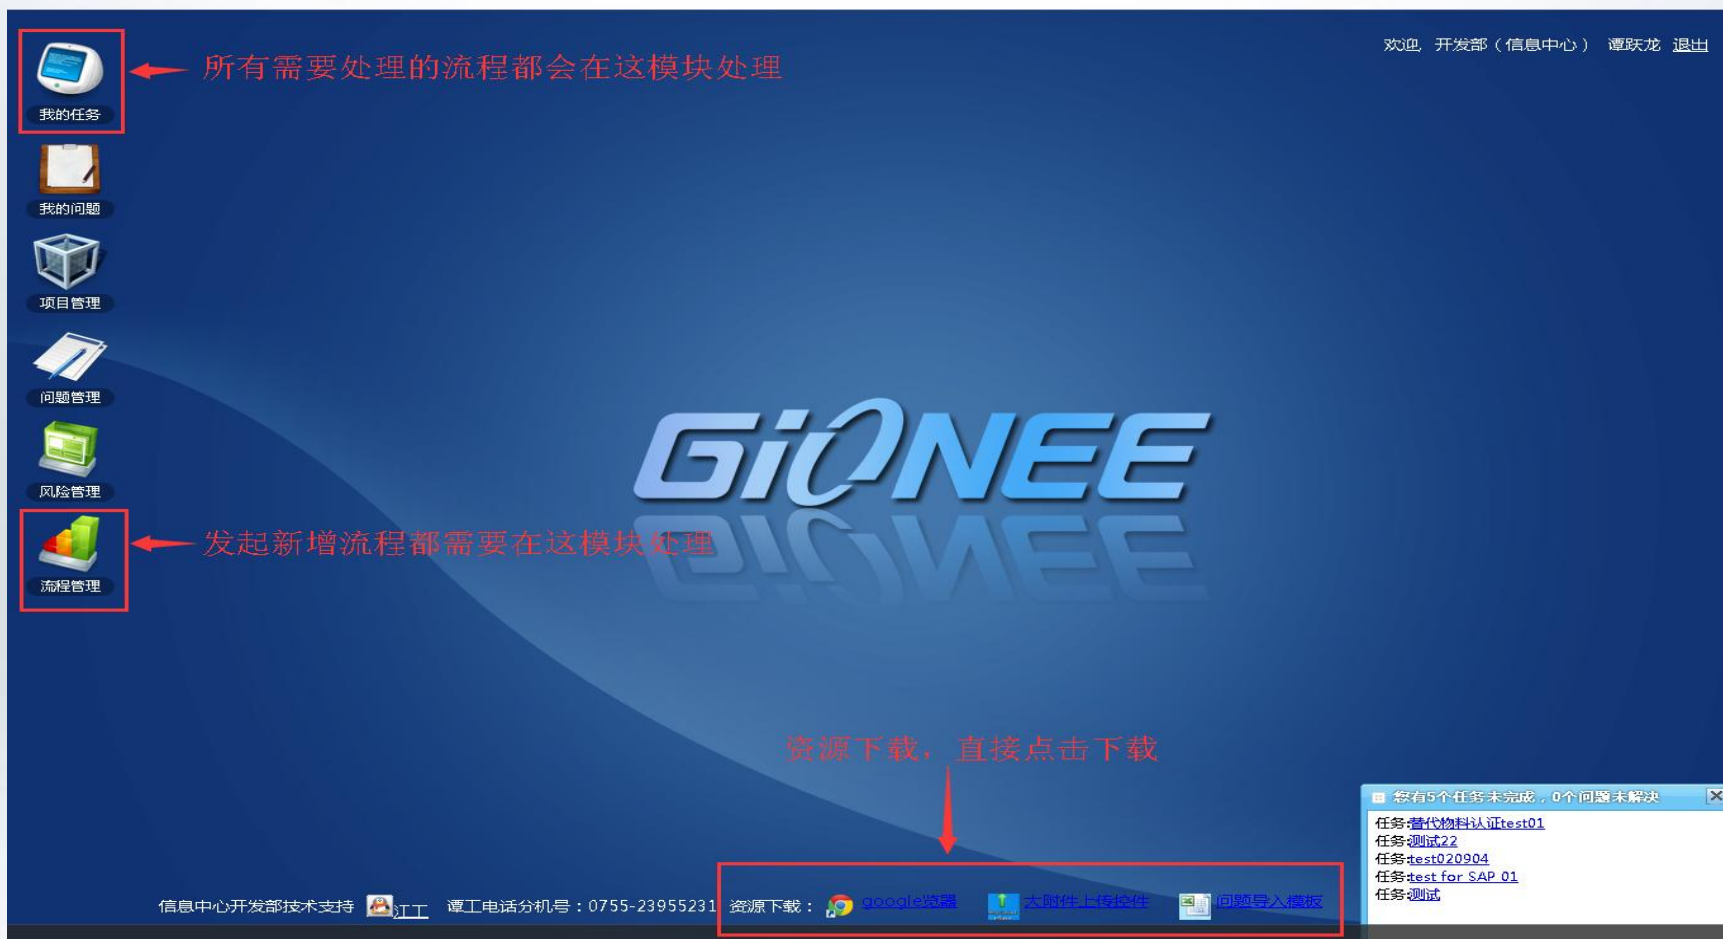 欢迎, 开发部（信息中心） 谭跃龙 退出
所有需要处理的流程都会在这模块处理
我的任务
我的问题
项目管理
问题管理
风险管理
GiONEE
发起新增流程都需要在这模块处理
流程管理
资源下载，直接点击下载
您有5个任务未完成，0个问题未解决
任务:替代物料认证test01
任务:测试22
任务:test020904
任务:test for SAP 01
任务:测试
信息中心开发部技术支持 江工 谭工电话分机号：0755-23955231 资源下载： google览器 大附件上传控件 问题导入模板